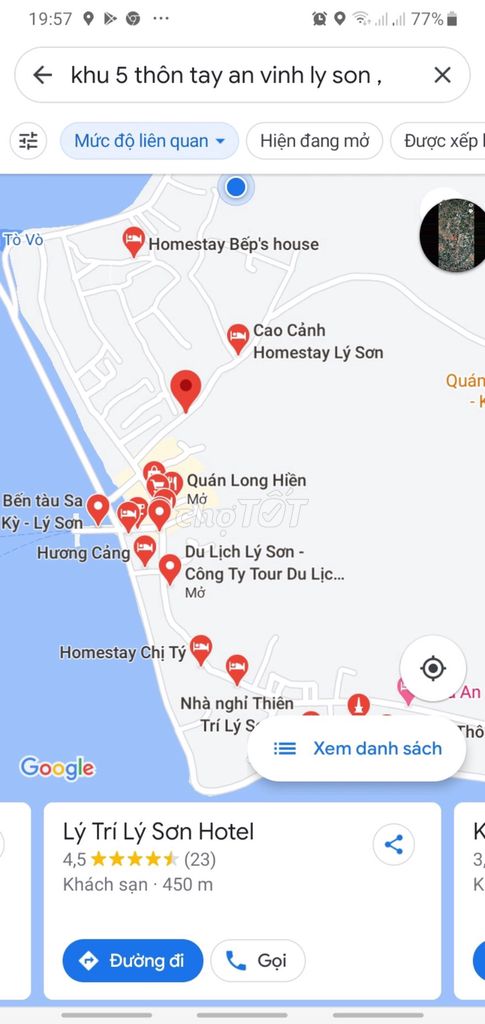 19:57
77%
khu 5 thôn tay an vinh ly son ,
Mức độ liên quan
Hiện đang mở
Được xếp
Tò Vò
Homestay Bếp's house
Cao Cảnh
Homestay Lý Sơn
Quán
Quán Long Hiền
Mở
Bến tàu Sa
Kỳ - Lý Sơn
chợTỐT
Hương Cảng
Du Lịch Lý Sơn -
Công Ty Tour Du Lịc...
Mở
Homestay Chị Tý
Nhà nghỉ Thiên
Trí Lý S
An
Thô
Xem danh sách
Google
Lý Trí Lý Sơn Hotel
4,5 (23)
Khách sạn · 450 m
Đường đi
Gọi